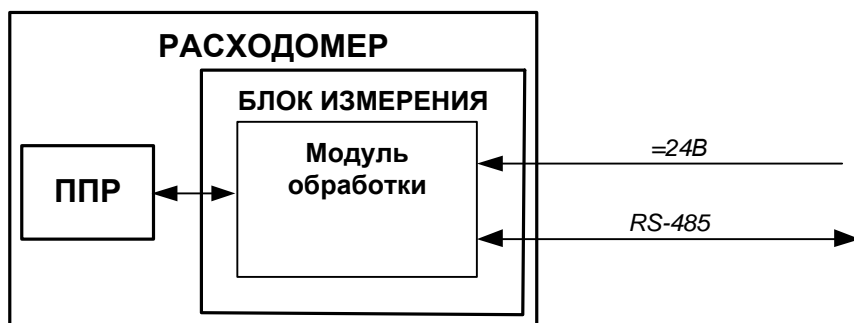 РАСХОДОМЕР
БЛОК ИЗМЕРЕНИЯ
Модуль
обработки
ППР
=24В
RS-485